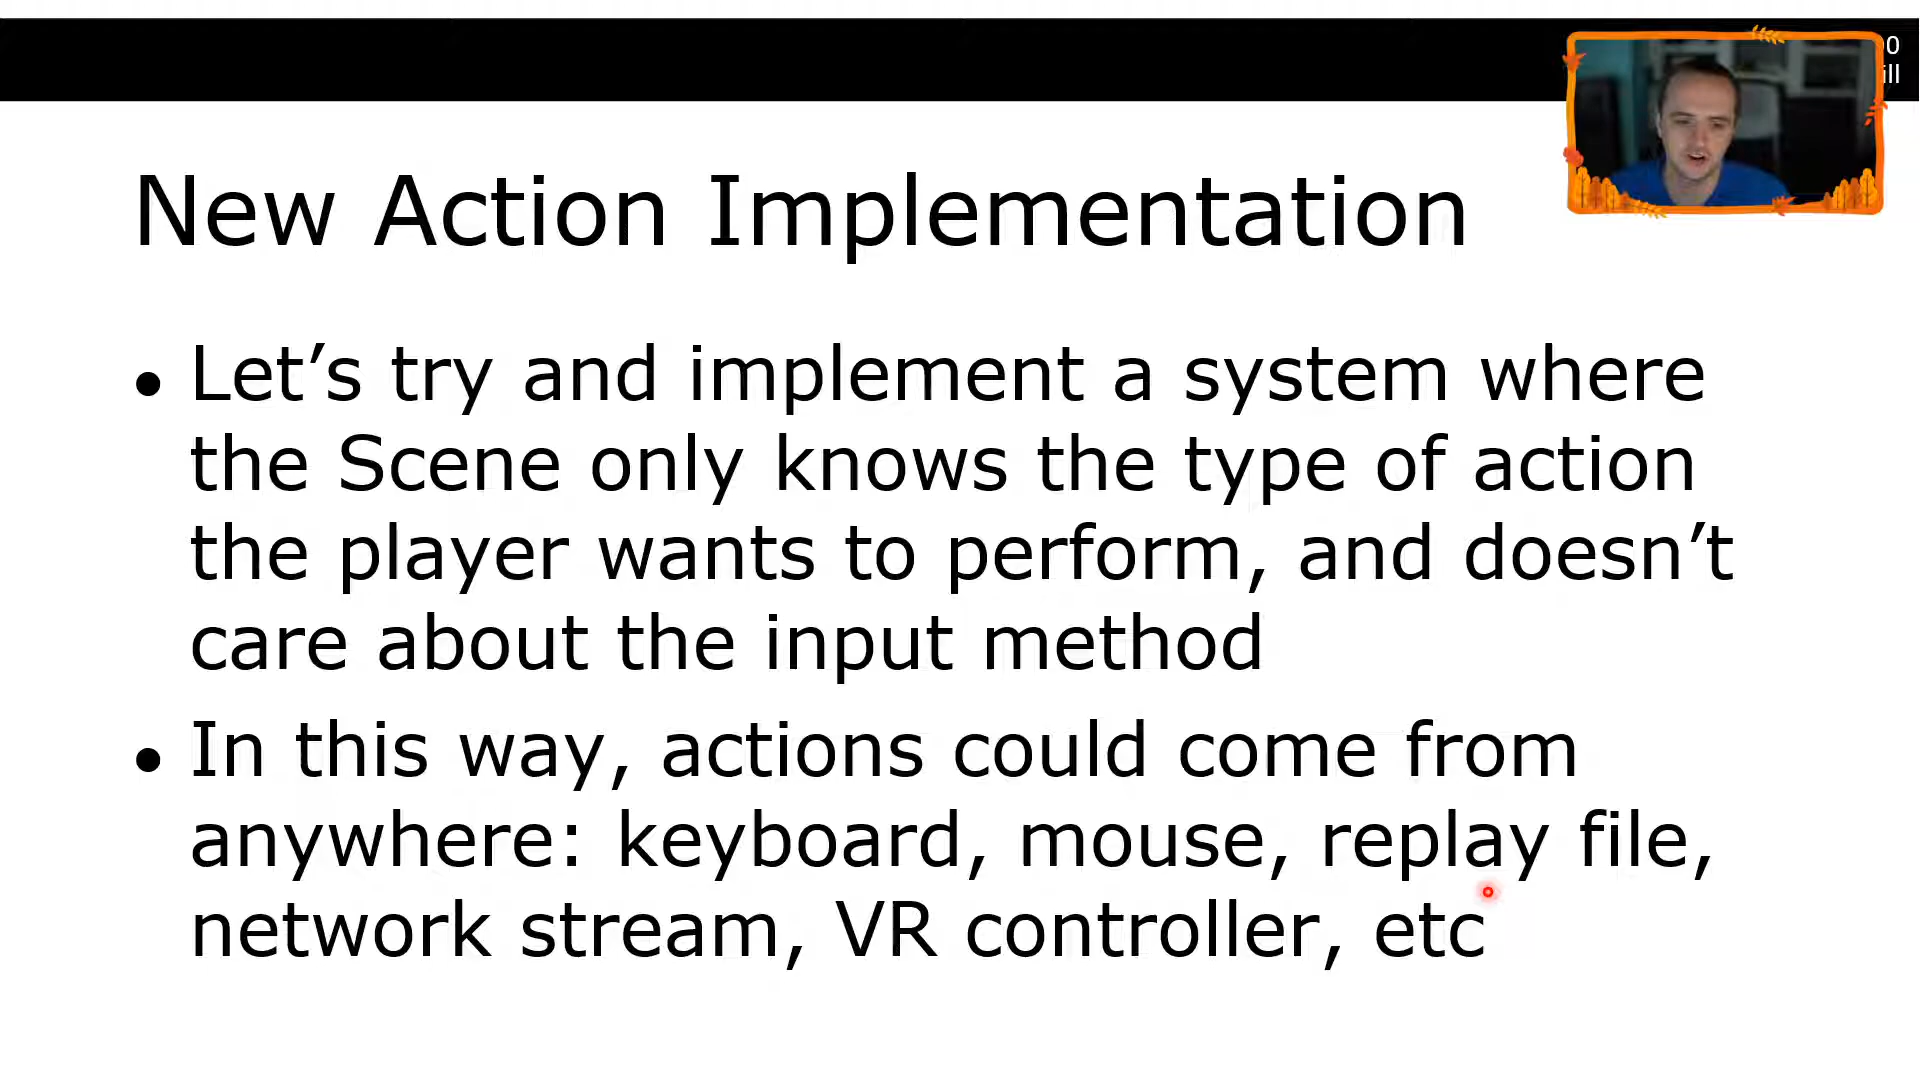 New Action Implementation
• Let’s try and implement a system where
the Scene only knows the type of action
the player wants to perform, and doesn’t
care about the input method
• In this way, actions could come from
anywhere: keyboard, mouse, replay file,
network stream, VR controller, etc